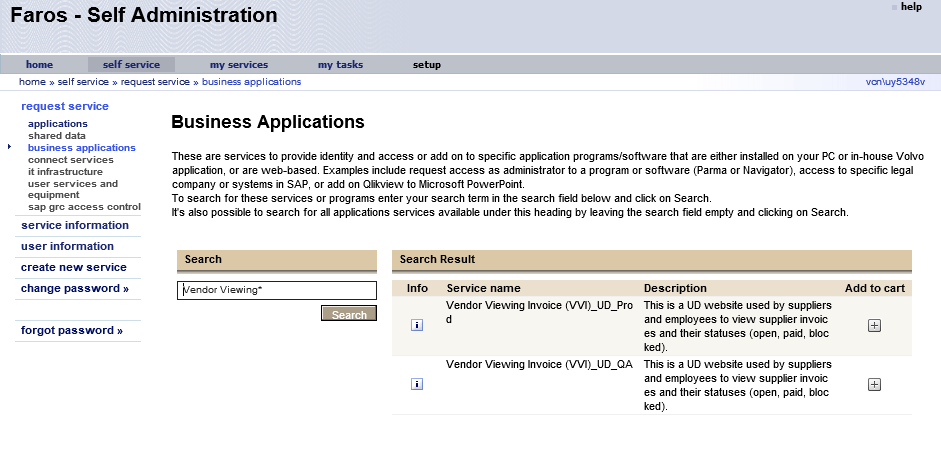 Faros - Self Administration
help
home self service my services my tasks setup
home » self service » request service » business applications
vcn\uy5348v
request service
applications
shared data
business applications
connect services
it infrastructure
user services and
equipment
sap grc access control
service information
user information
create new service
change password »
forgot password »
Business Applications
These are services to provide identity and access or add on to specific application programs/software that are either installed on your PC or in-house Volvo
application, or are web-based. Examples include request access as administrator to a program or software (Parma or Navigator), access to specific legal
company or systems in SAP, or add on Qlikview to Microsoft PowerPoint.
To search for these services or programs enter your search term in the search field below and click on Search.
It's also possible to search for all applications services available under this heading by leaving the search field empty and clicking on Search.
Search
Vendor Viewing*
Search
Search Result
Info Service name Description Add to cart
Vendor Viewing Invoice (VVI)_UD_Pro
d
This is a UD website used by suppliers
and employees to view supplier invoic
es and their statuses (open, paid, bloc
ked).
Vendor Viewing Invoice (VVI)_UD_QA
This is a UD website used by suppliers
and employees to view supplier invoic
es and their statuses (open, paid, bloc
ked).